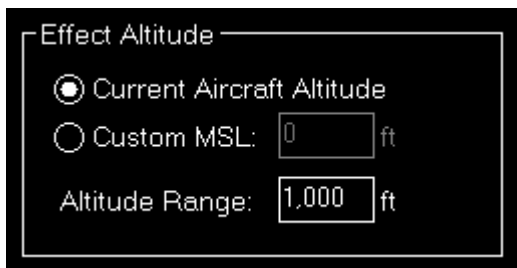 Effect Altitude
Current Aircraft Altitude
Custom MSL: 0 ft
Altitude Range: 1,000 ft